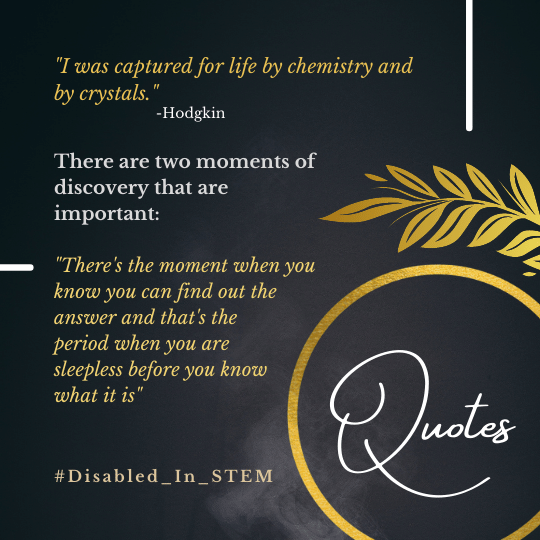 "I was captured for life by chemistry and
by crystals."
-Hodgkin
There are two moments of
discovery that are
important:
"There's the moment when you
know you can find out the
answer and that's the
period when you are
sleepless before you know
what it is"
Quotes
#Disabled_In_STEM